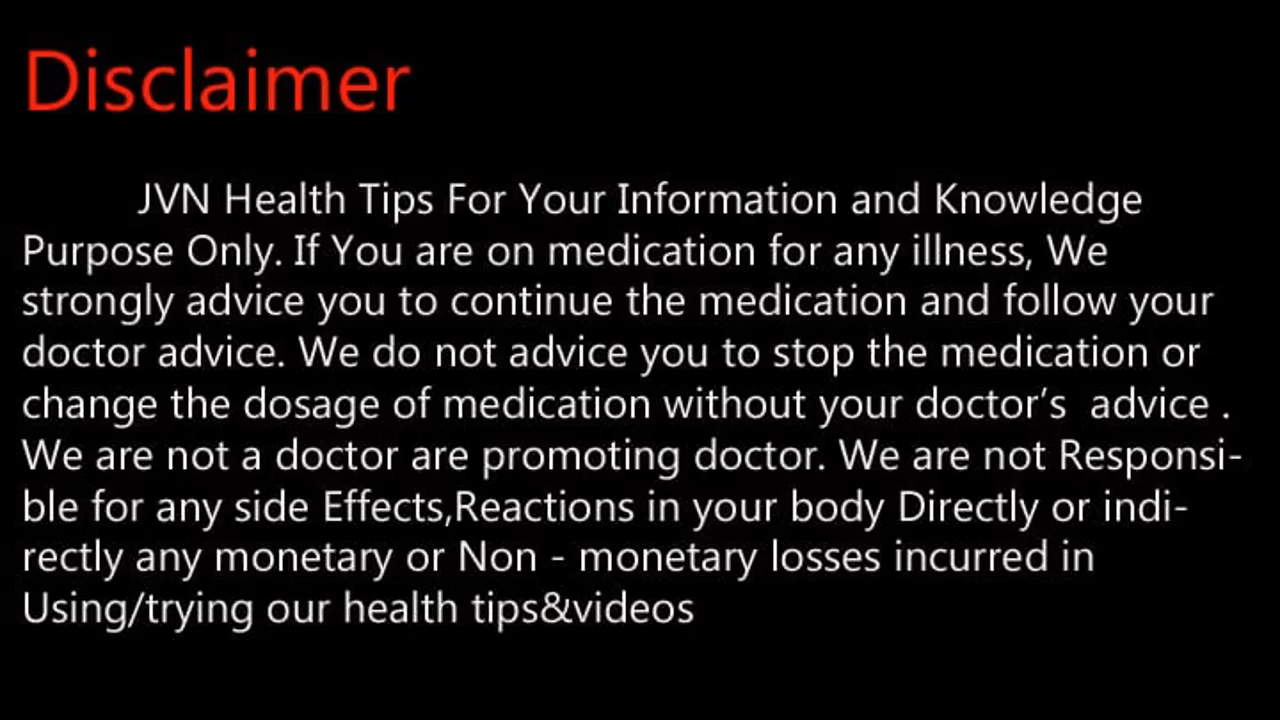 Disclaimer
JVN Health Tips For Your Information and Knowledge
Purpose Only. If You are on medication for any illness, We
strongly advice you to continue the medication and follow your
doctor advice. We do not advice you to stop the medication or
change the dosage of medication without your doctor’s  advice .
We are not a doctor are promoting doctor. We are not Responsi-
ble for any side Effects,Reactions in your body Directly or indi-
rectly any monetary or Non - monetary losses incurred in
Using/trying our health tips&videos